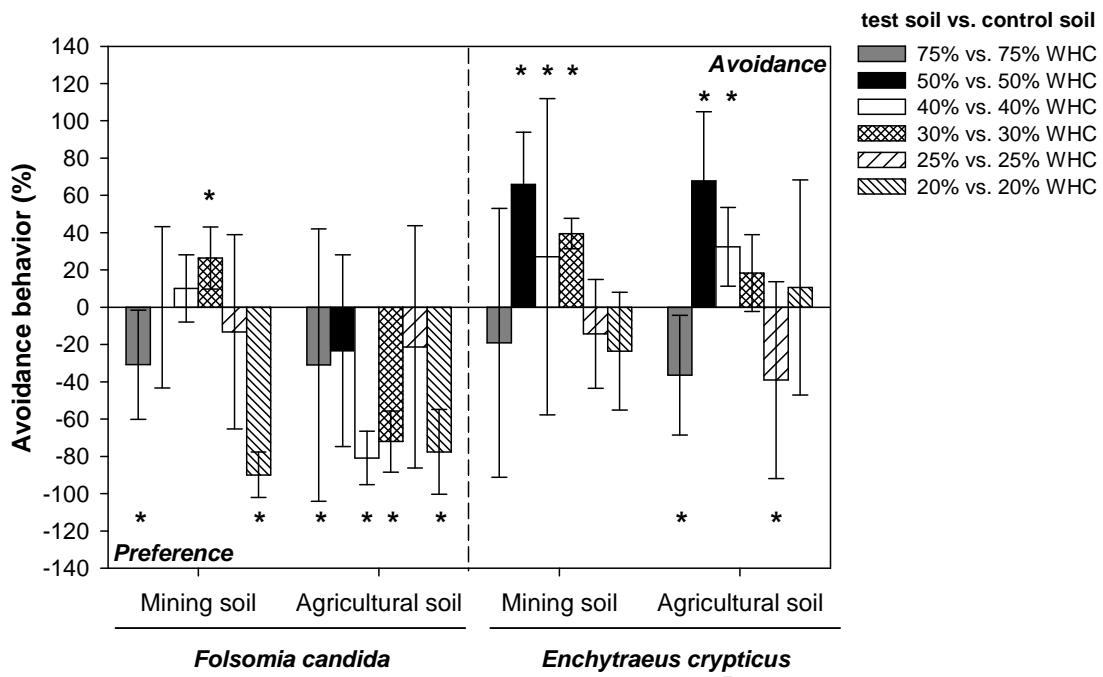 test soil vs. control soil
75% vs. 75% WHC
50% vs. 50% WHC
40% vs. 40% WHC
30% vs. 30% WHC
25% vs. 25% WHC
20% vs. 20% WHC
Avoidance behavior (%)
140
120
100
80
60
40
20
0
-20
-40
-60
-80
-100
-120
-140
Avoidance
* * *
* *
*
* * * * * *
* *
Preference
Mining soil Agricultural soil Mining soil Agricultural soil
Folsomia candida Enchytraeus crypticus